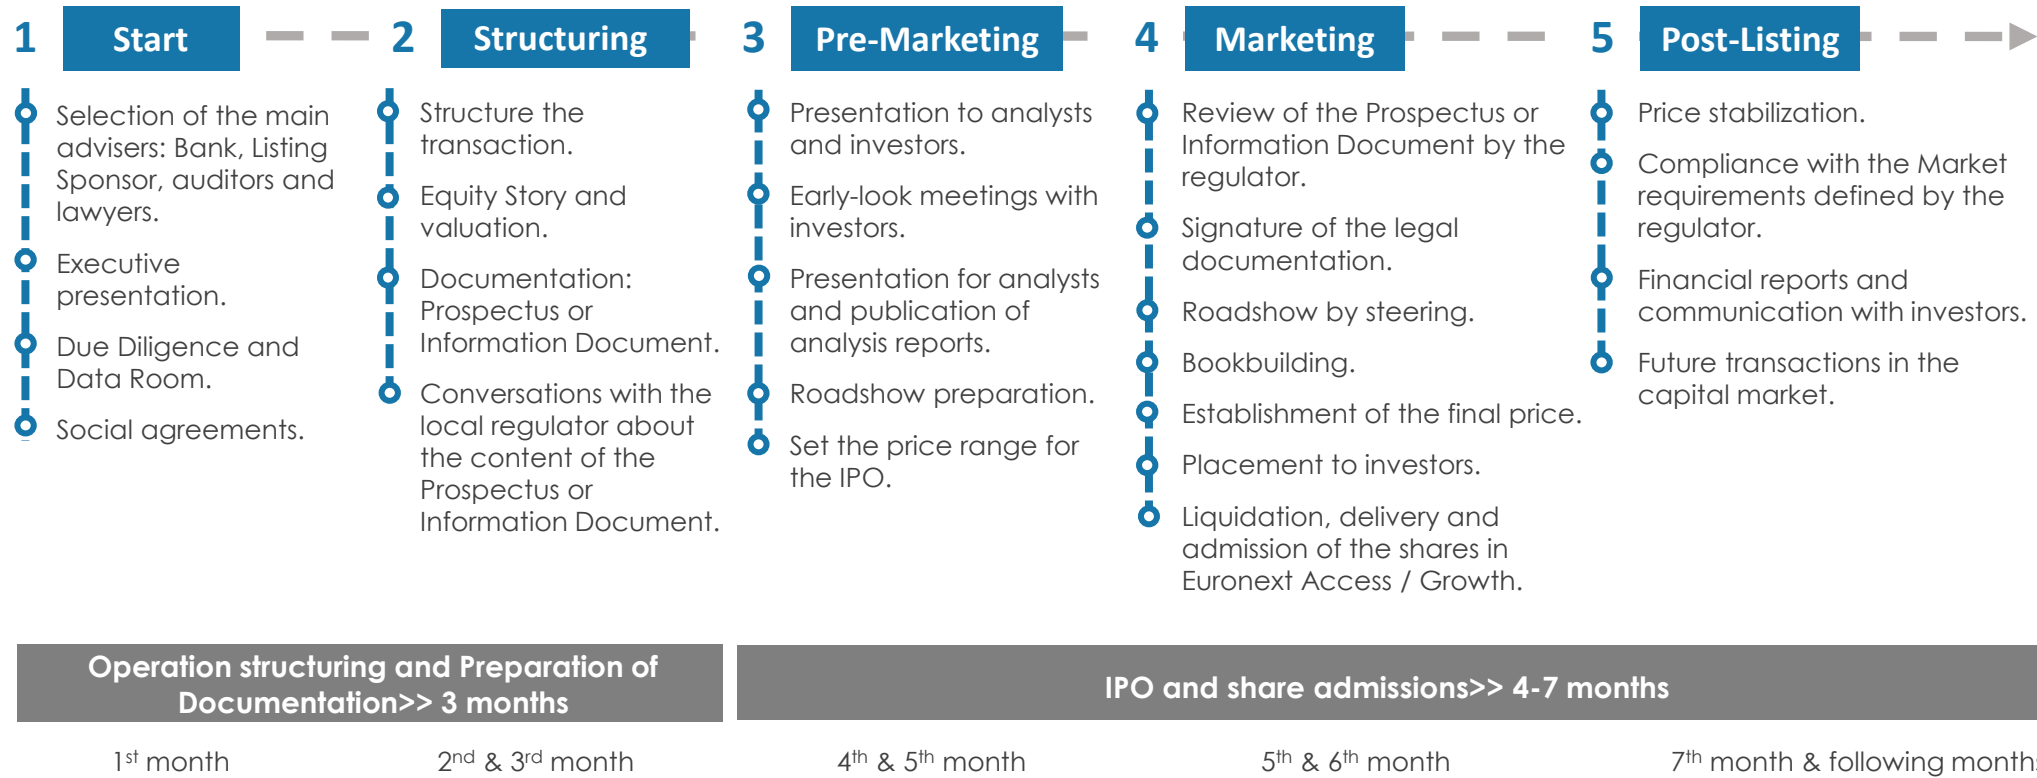 1 Start
2 Structuring
3 Pre-Marketing
4 Marketing
5 Post-Listing
Selection of the main
advisers: Bank, Listing
Sponsor, auditors and
lawyers.
Executive
presentation.
Due Diligence and
Data Room.
Social agreements.
Structure the
transaction.
Equity Story and
valuation.
Documentation:
Prospectus or
Information Document.
Conversations with the
local regulator about
the content of the
Prospectus or
Information Document.
Presentation to analysts
and investors.
Early-look meetings with
investors.
Presentation for analysts
and publication of
analysis reports.
Roadshow preparation.
Set the price range for
the IPO.
Review of the Prospectus or
Information Document by the
regulator.
Signature of the legal
documentation.
Roadshow by steering.
Bookbuilding.
Establishment of the final price.
Placement to investors.
Liquidation, delivery and
admission of the shares in
Euronext Access / Growth.
Price stabilization.
Compliance with the Market
requirements defined by the
regulator.
Financial reports and
communication with investors.
Future transactions in the
capital market.
Operation structuring and Preparation of
Documentation>> 3 months
IPO and share admissions>> 4-7 months
1st month
2nd & 3rd month
4th & 5th month
5th & 6th month
7th month & following months